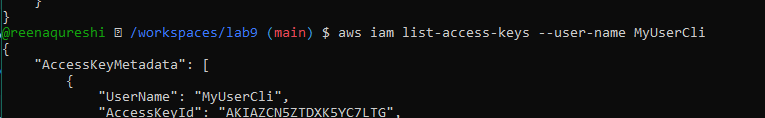 }
}
@reenaqureshi /workspaces/lab9 (main) $ aws iam list-access-keys --user-name MyUserCli
{
"AccessKeyMetadata": [
{
"UserName": "MyUserCli",
"AccessKeyId": "AKIAZCN5ZTDXK5YC7LTG",